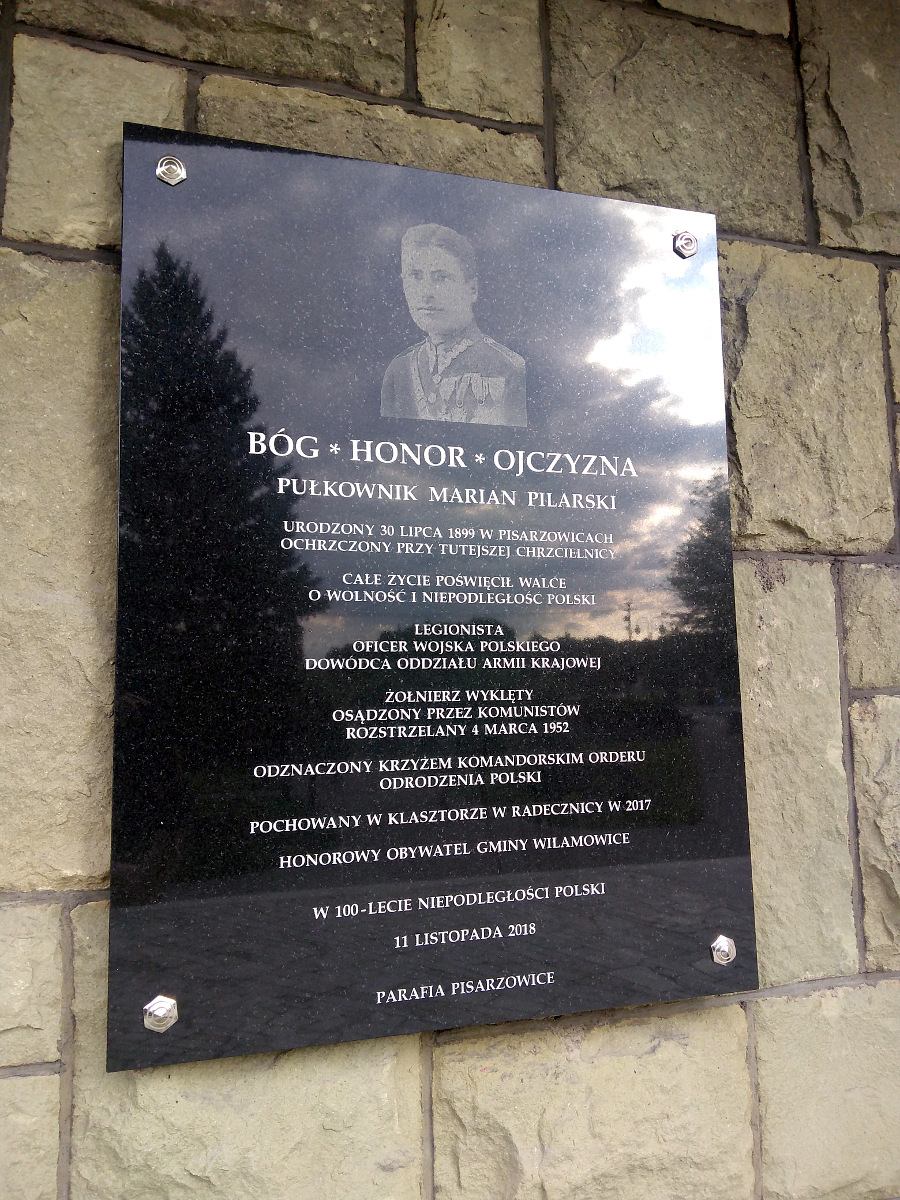 BÓG * HONOR * OJCZYZNA
PUŁKOWNIK MARIAN PILARSKI
URODZONY 30 LIPCA 1899 W PISARZOWICACH
OCHRZCZONY PRZY TUTEJSZEJ CHRZCIELNICY
CAŁE ŻYCIE POŚWIĘCIŁ WALCE
O WOLNOŚĆ I NIEPODLEGŁOŚĆ POLSKI
LEGIONISTA
OFICER WOJSKA POLSKIEGO
DOWÓDCA ODDZIAŁU ARMII KRAJOWEJ
ŻOŁNIERZ WYKLĘTY
OSĄDZONY PRZEZ KOMUNISTÓW
ROZSTRZELANY 4 MARCA 1952
ODZNACZONY KRZYŻEM KOMANDORSKIM ORDERU
ODRODZENIA POLSKI
POCHOWANY W KLASZTORZE W RADECZNICY W 2017
HONOROWY OBYWATEL GMINY WILAMOWICE
W 100-LECIE NIEPODLEGŁOŚCI POLSKI
11 LISTOPADA 2018
PARAFIA PISARZOWICE